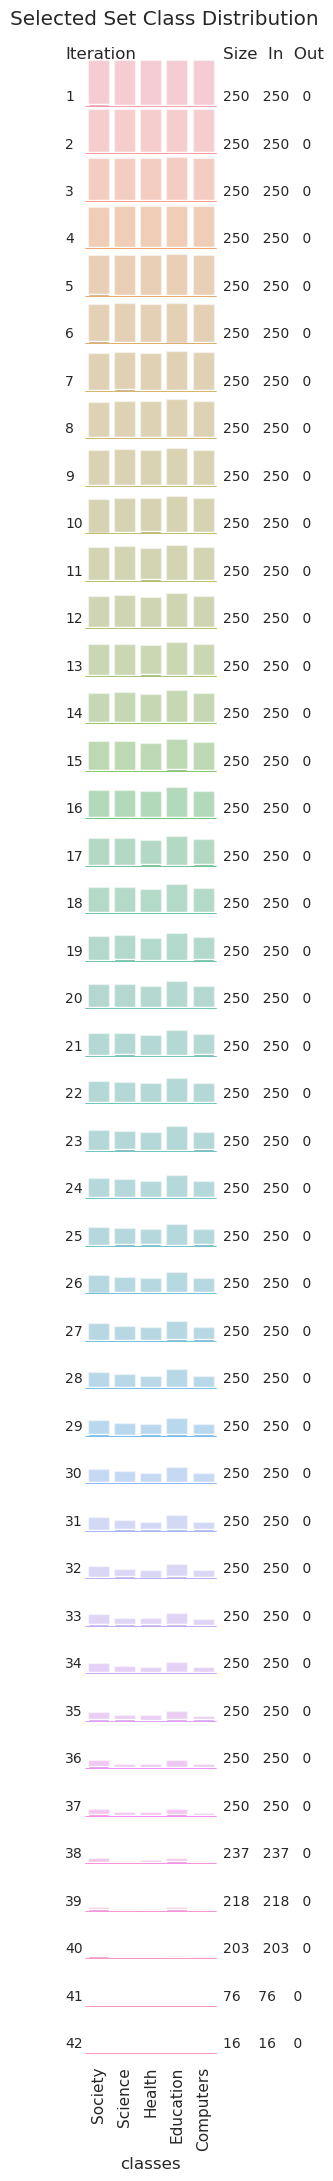 Selected Set Class Distribution
Iteration Size In Out
1 250 250 0
2 250 250 0
3 250 250 0
4 250 250 0
5 250 250 0
6 250 250 0
7 250 250 0
8 250 250 0
9 250 250 0
10 250 250 0
11 250 250 0
12 250 250 0
13 250 250 0
14 250 250 0
15 250 250 0
16 250 250 0
17 250 250 0
18 250 250 0
19 250 250 0
20 250 250 0
21 250 250 0
22 250 250 0
23 250 250 0
24 250 250 0
25 250 250 0
26 250 250 0
27 250 250 0
28 250 250 0
29 250 250 0
30 250 250 0
31 250 250 0
32 250 250 0
33 250 250 0
34 250 250 0
35 250 250 0
36 250 250 0
37 250 250 0
38 237 237 0
39 218 218 0
40 203 203 0
41 76 76 0
42 16 16 0
Society
Science
Health
Education
Computers
classes